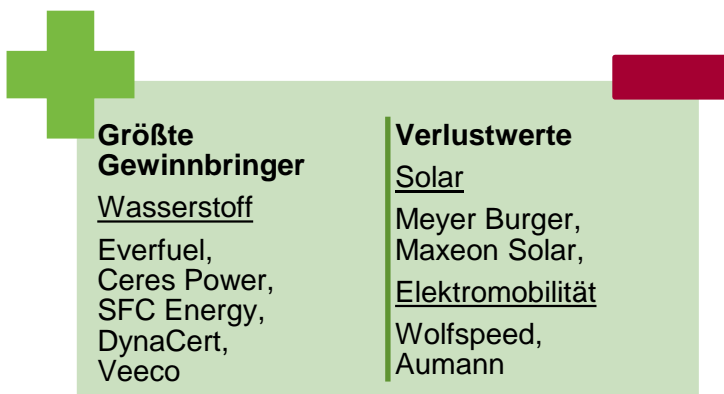 Größte
Gewinnbringer
Wasserstoff
Everfuel,
Ceres Power,
SFC Energy,
DynaCert,
Veeco
Verlustwerte
Solar
Meyer Burger,
Maxeon Solar,
Elektromobilität
Wolfspeed,
Aumann